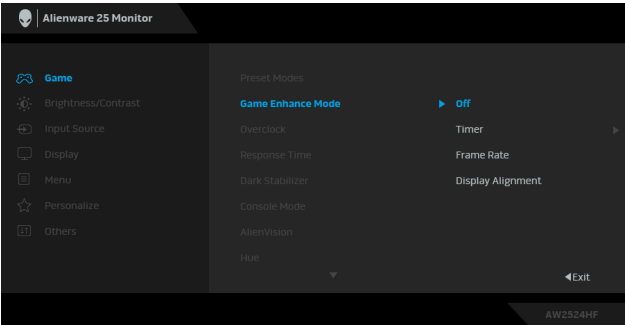 Alienware 25 Monitor
Game
Brightness/Contrast
Input Source
Display
Menu
Personalize
Others
Preset Modes
Game Enhance Mode
Overclock
Response Time
Dark Stabilizer
Console Mode
AlienVision
Hue
Off
Timer
Frame Rate
Display Alignment
Exit
AW2524HF